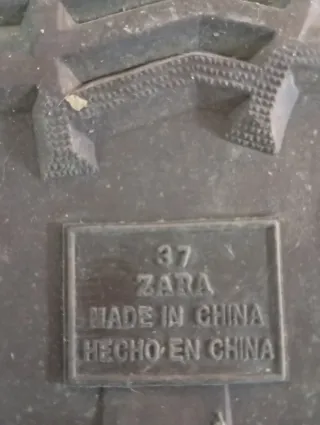 37
ZARA
MADE IN CHINA
HECHO EN CHINA